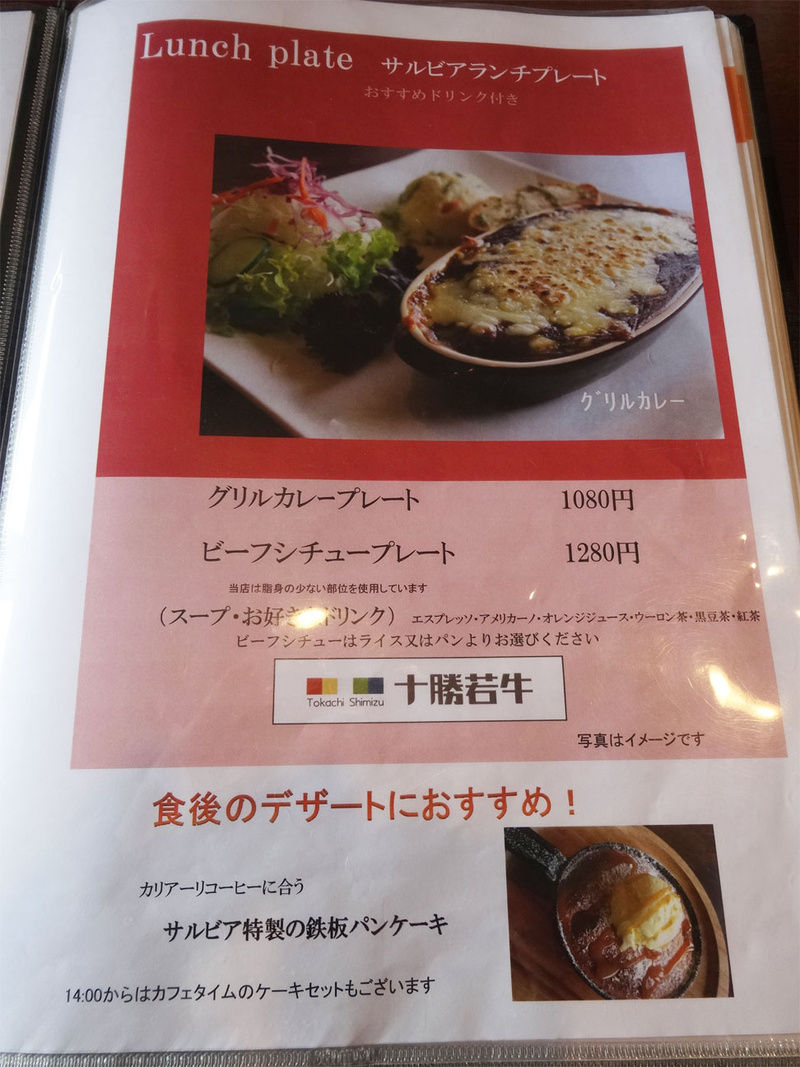 Lunch plate サルビアランチプレート
おすすめドリンク付き
グリルカレー
グリルカレープレート 1080円
ビーフシチュープレート 1280円
当店は脂身の少ない部位を使用しています
(スープ・お好き ドリンク) エスプレッソ・アメリカーノ・オレンジジュース・ウーロン茶・黒豆茶・紅茶
ビーフシチューはライス又はパンよりお選びください
Tokachi Shimizu 十勝若牛
写真はイメージです
食後のデザートにおすすめ!
カリアーリコーヒーに合う
サルビア特製の鉄板パンケーキ
14:00からはカフェタイムのケーキセットもございます